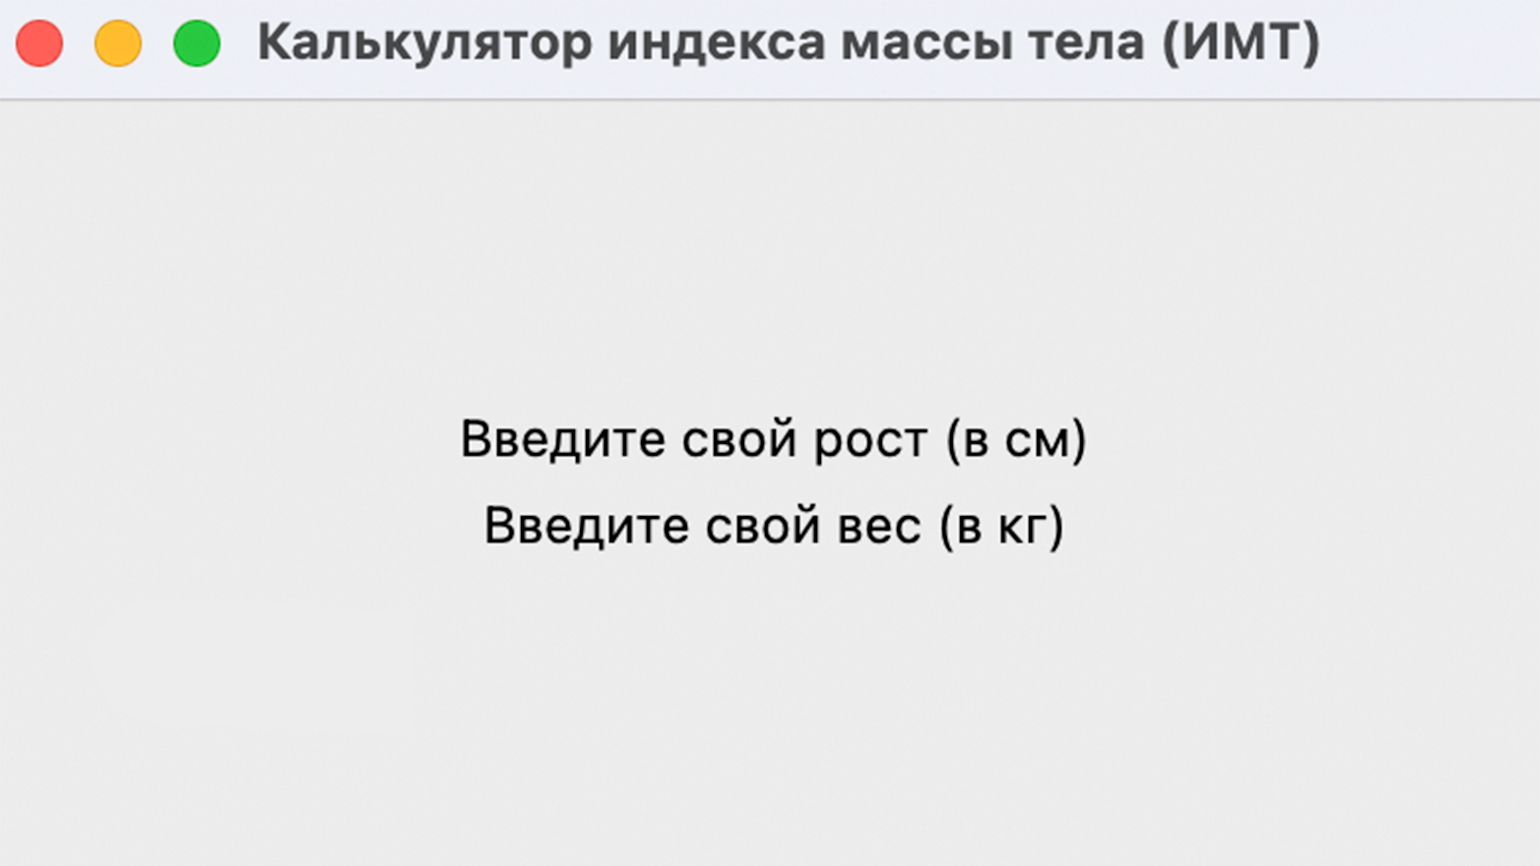 Калькулятор индекса массы тела (ИМТ)
Введите свой рост (в см)
Введите свой вес (в кг)